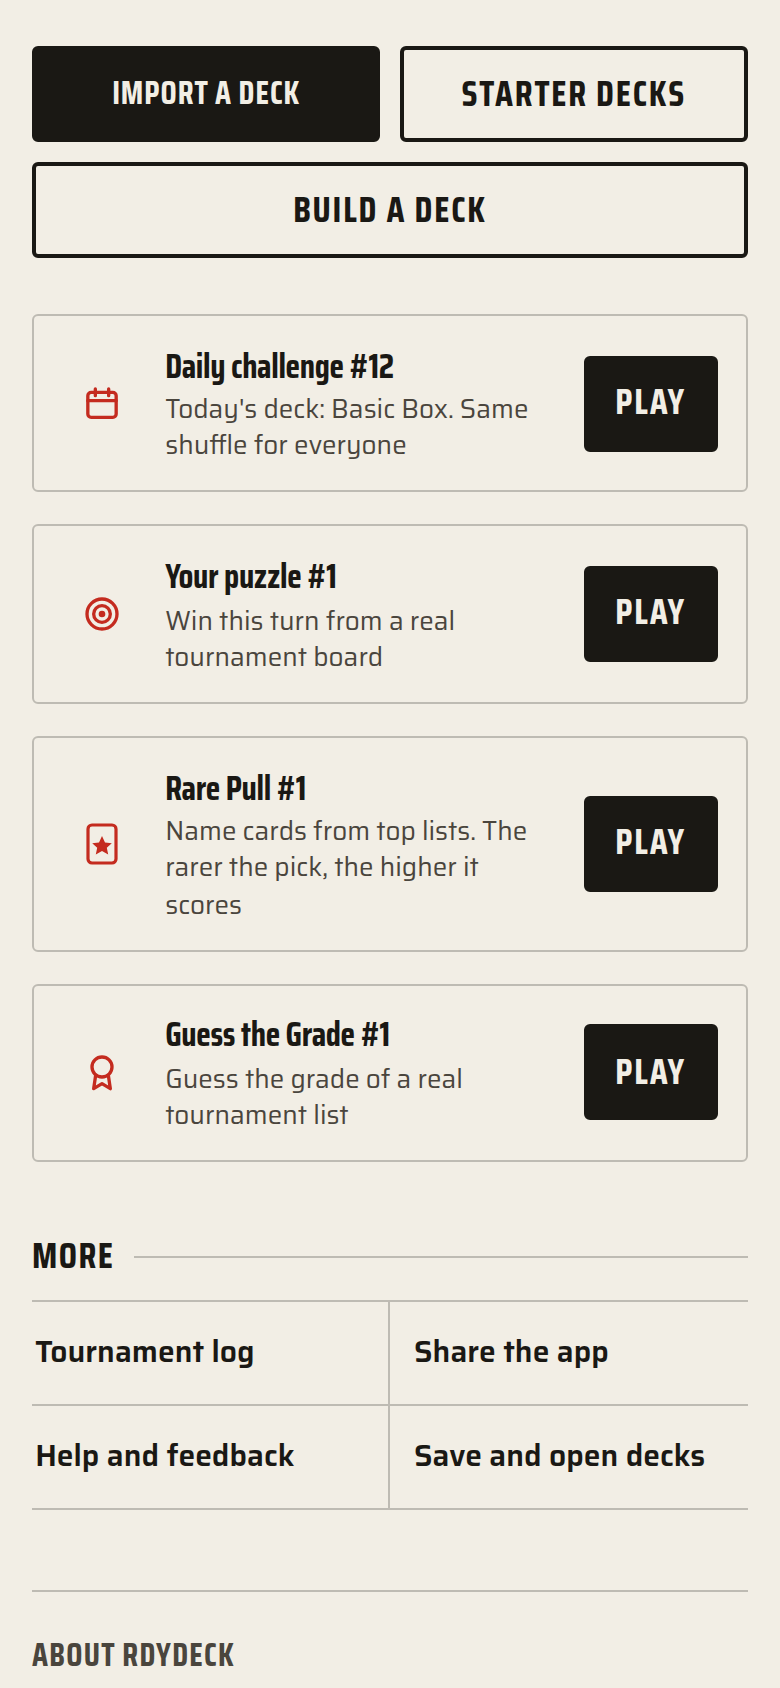 IMPORT A DECK
STARTER DECKS
BUILD A DECK
Daily challenge #12
Today's deck: Basic Box. Same
shuffle for everyone
PLAY
Your puzzle #1
Win this turn from a real
tournament board
PLAY
Rare Pull #1
Name cards from top lists. The
rarer the pick, the higher it
scores
PLAY
Guess the Grade #1
Guess the grade of a real
tournament list
PLAY
MORE
Tournament log
Share the app
Help and feedback
Save and open decks
ABOUT RDYDECK